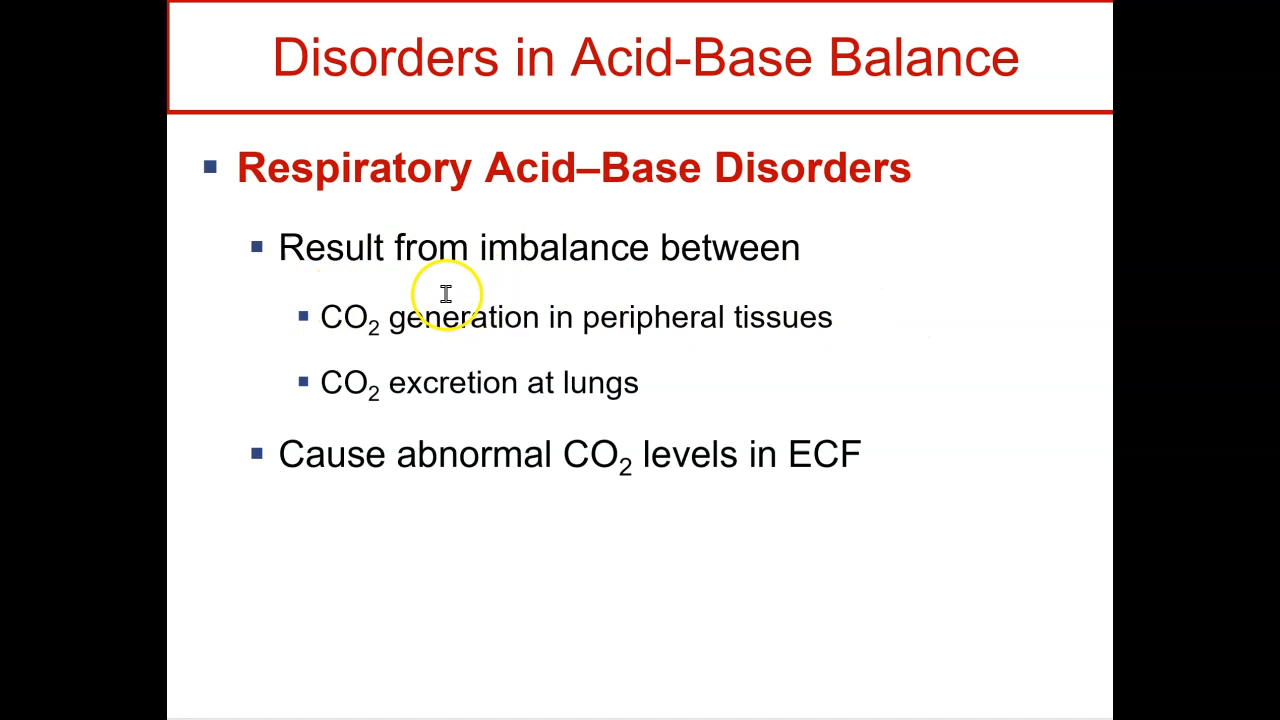 Disorders in Acid-Base Balance
Respiratory Acid–Base Disorders
Result from imbalance between
CO₂ generation in peripheral tissues
CO₂ excretion at lungs
Cause abnormal CO₂ levels in ECF